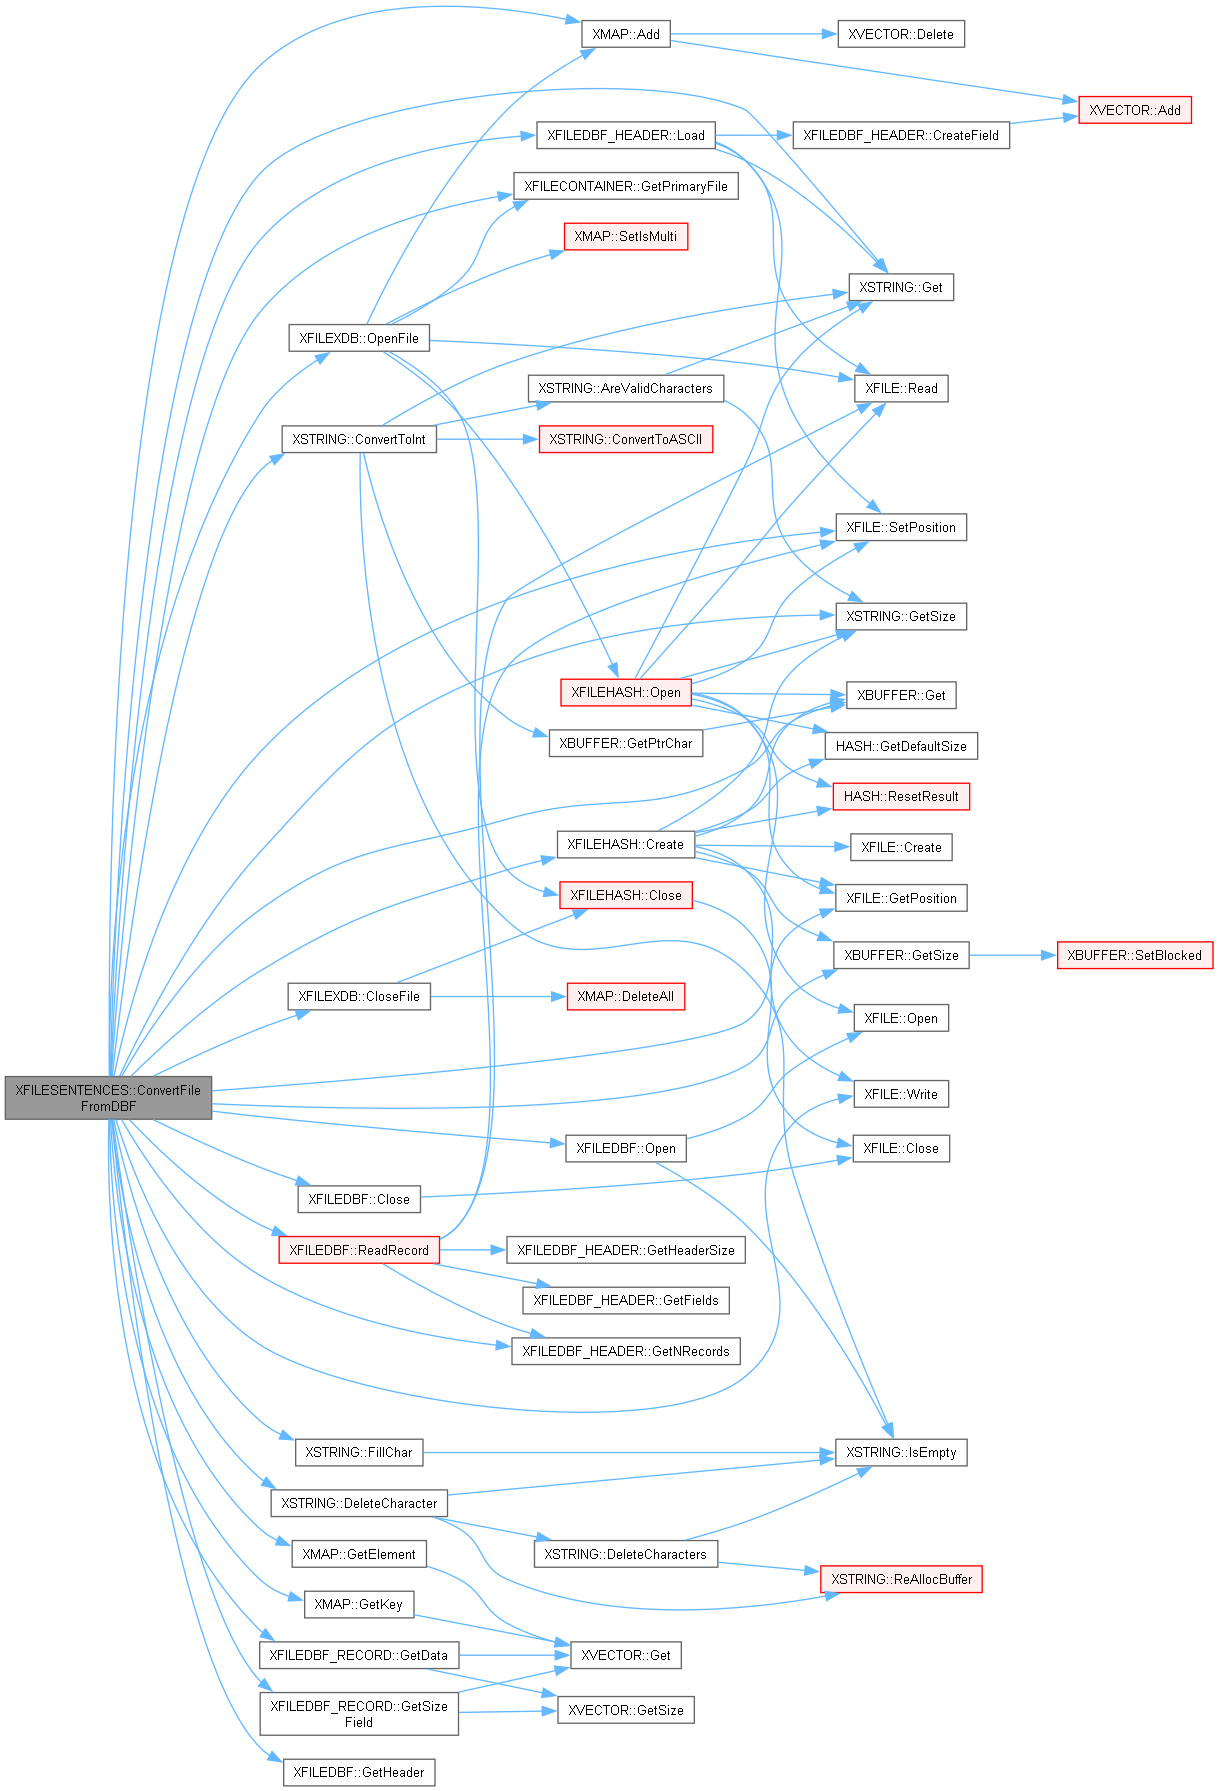 XMAP::Add
XVECTOR::Delete
XVECTOR::Add
XFILEDBF_HEADER::Load
XFILEDBF_HEADER::CreateField
XFILECONTAINER::GetPrimaryFile
XMAP::SetIsMulti
XSTRING::Get
XFILEXDB::OpenFile
XSTRING::AreValidCharacters
XFILE::Read
XSTRING::ConvertToInt
XSTRING::ConvertToASCII
XFILE::SetPosition
XSTRING::GetSize
XFILEHASH::Open
XBUFFER::Get
XBUFFER::GetPtrChar
HASH::GetDefaultSize
HASH::ResetResult
XFILEHASH::Create
XFILE::Create
XFILEHASH::Close
XFILE::GetPosition
XBUFFER::GetSize
XBUFFER::SetBlocked
XFILEXDB::CloseFile
XMAP::DeleteAll
XFILE::Open
XFILESENTENCES::ConvertFile
FromDBF
XFILE::Write
XFILEDBF::Open
XFILE::Close
XFILEDBF::Close
XFILEDBF::ReadRecord
XFILEDBF_HEADER::GetHeaderSize
XFILEDBF_HEADER::GetFields
XFILEDBF_HEADER::GetNRecords
XSTRING::FillChar
XSTRING::IsEmpty
XSTRING::DeleteCharacter
XSTRING::DeleteCharacters
XMAP::GetElement
XSTRING::ReAllocBuffer
XMAP::GetKey
XFILEDBF_RECORD::GetData
XVECTOR::Get
XFILEDBF_RECORD::GetSize
Field
XVECTOR::GetSize
XFILEDBF::GetHeader